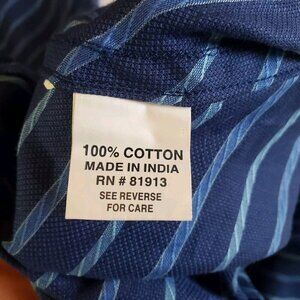 100% COTTON
MADE IN INDIA
RN # 81913
SEE REVERSE
FOR CARE